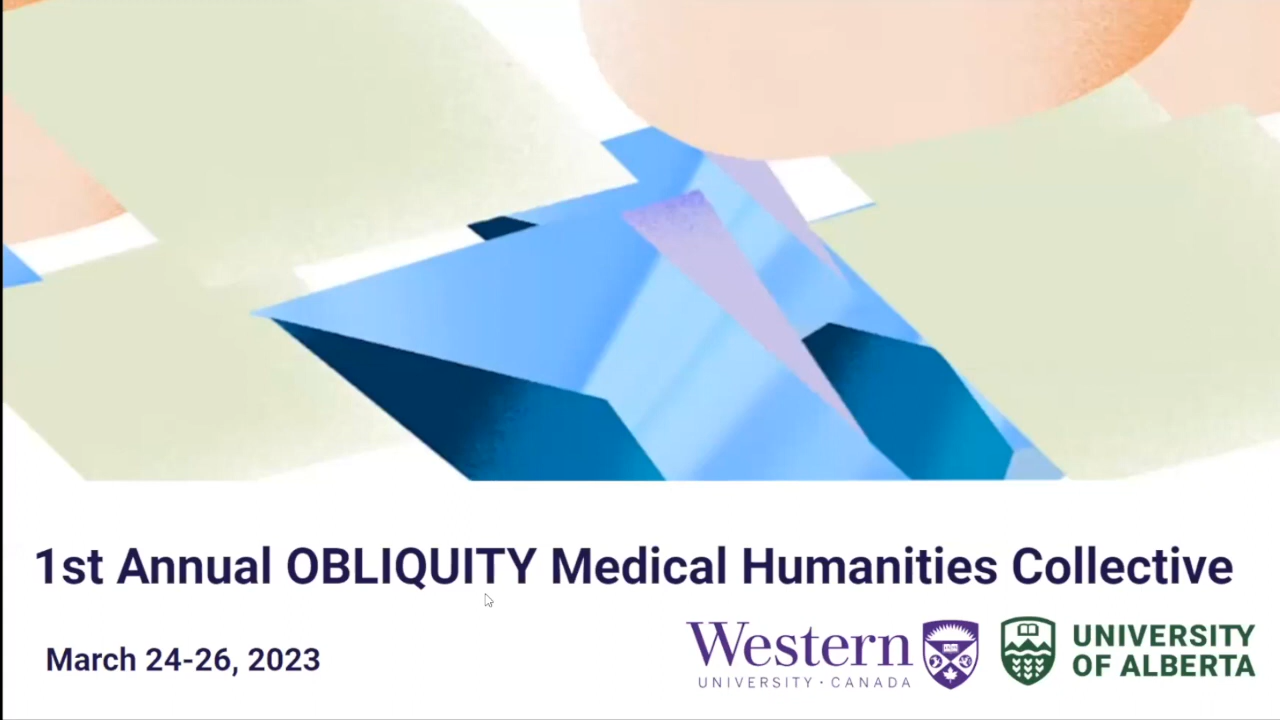 1st Annual OBLIQUITY Medical Humanities Collective
March 24-26, 2023
Western
UNIVERSITY · CANADA
UNIVERSITY
OF ALBERTA